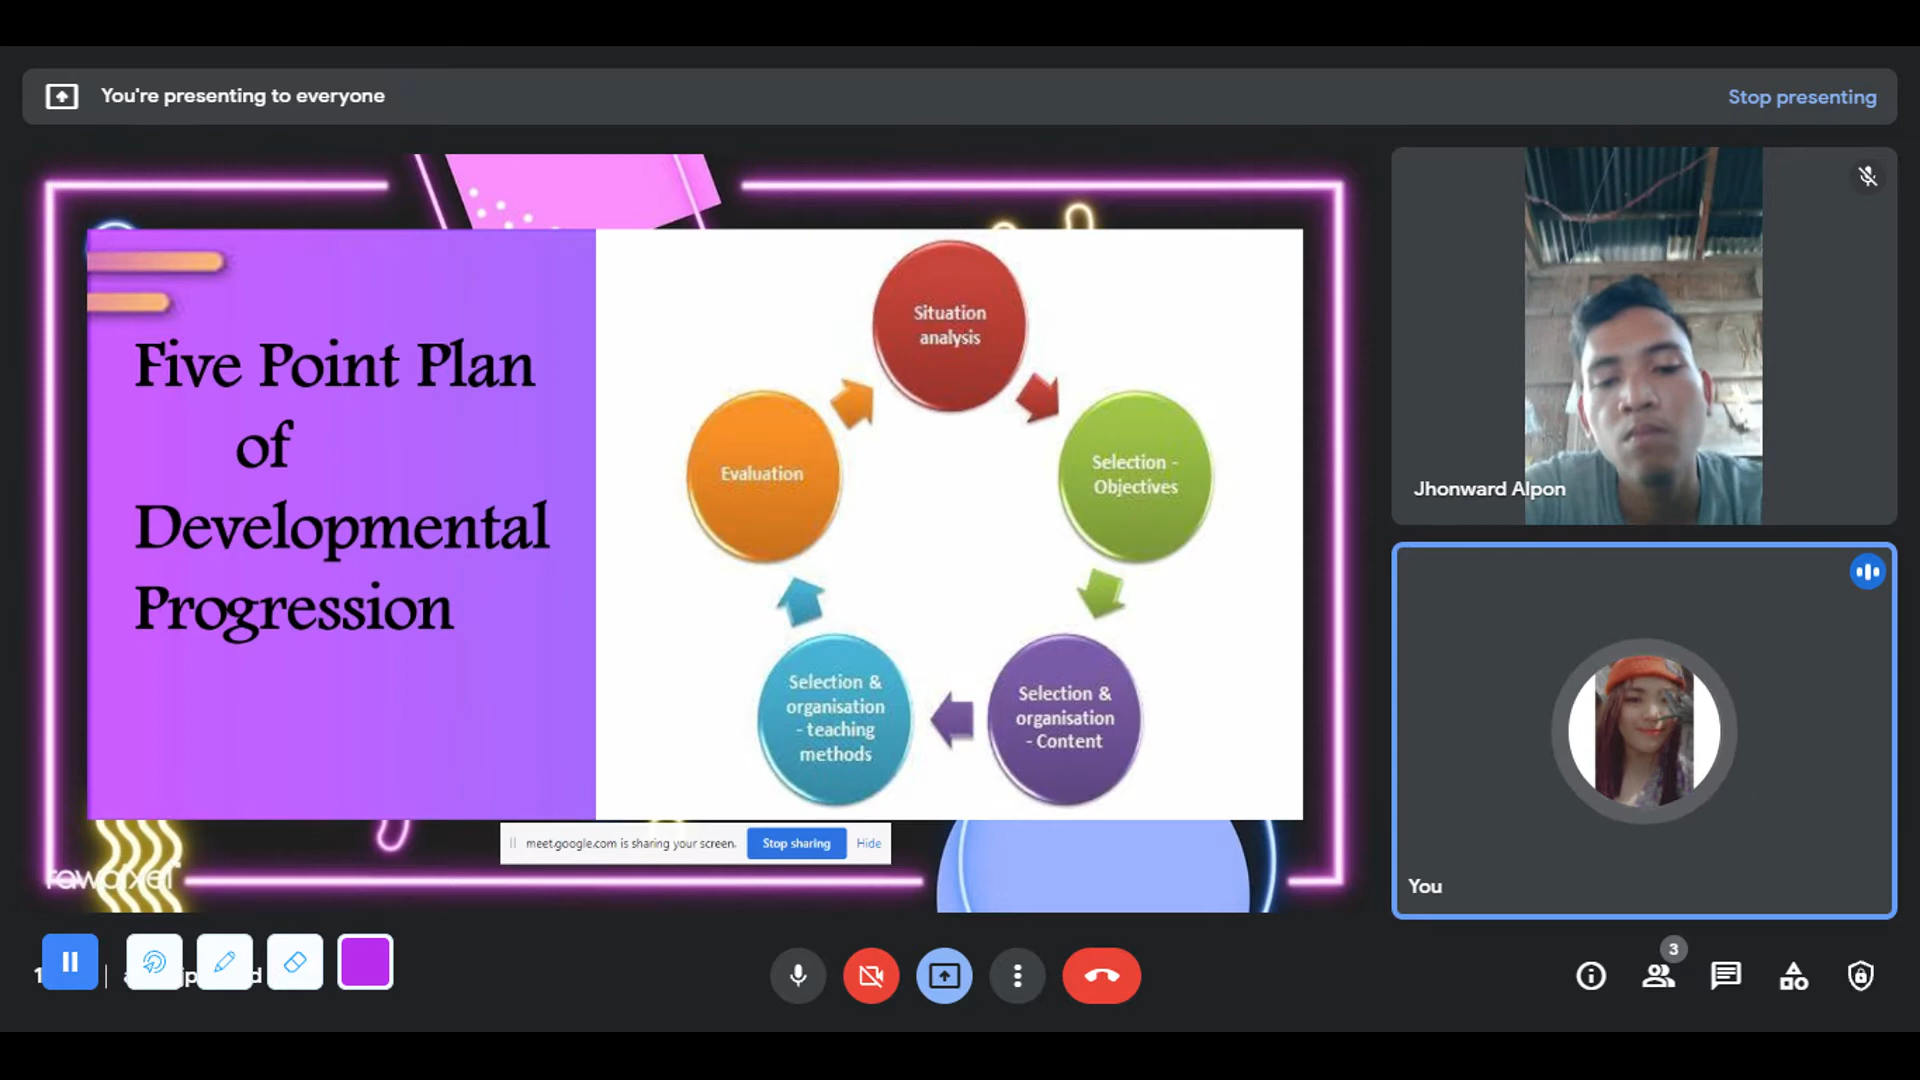 You're presenting to everyone
Stop presenting
Five Point Plan
of
Developmental
Progression
Situation
analysis
Selection -
Objectives
Selection &
organisation
- Content
Selection &
organisation
- teaching
methods
Evaluation
meet.google.com is sharing your screen.
Stop sharing
Hide
rawpixel
Jhonward Alpon
You
3